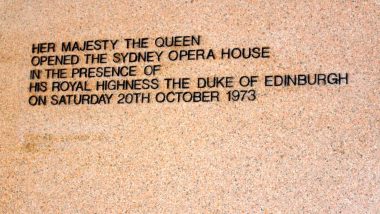 HER MAJESTY THE QUEEN
OPENED THE SYDNEY OPERA HOUSE
IN THE PRESENCE OF
HIS ROYAL HIGHNESS THE DUKE OF EDINBURGH
ON SATURDAY 20TH OCTOBER 1973